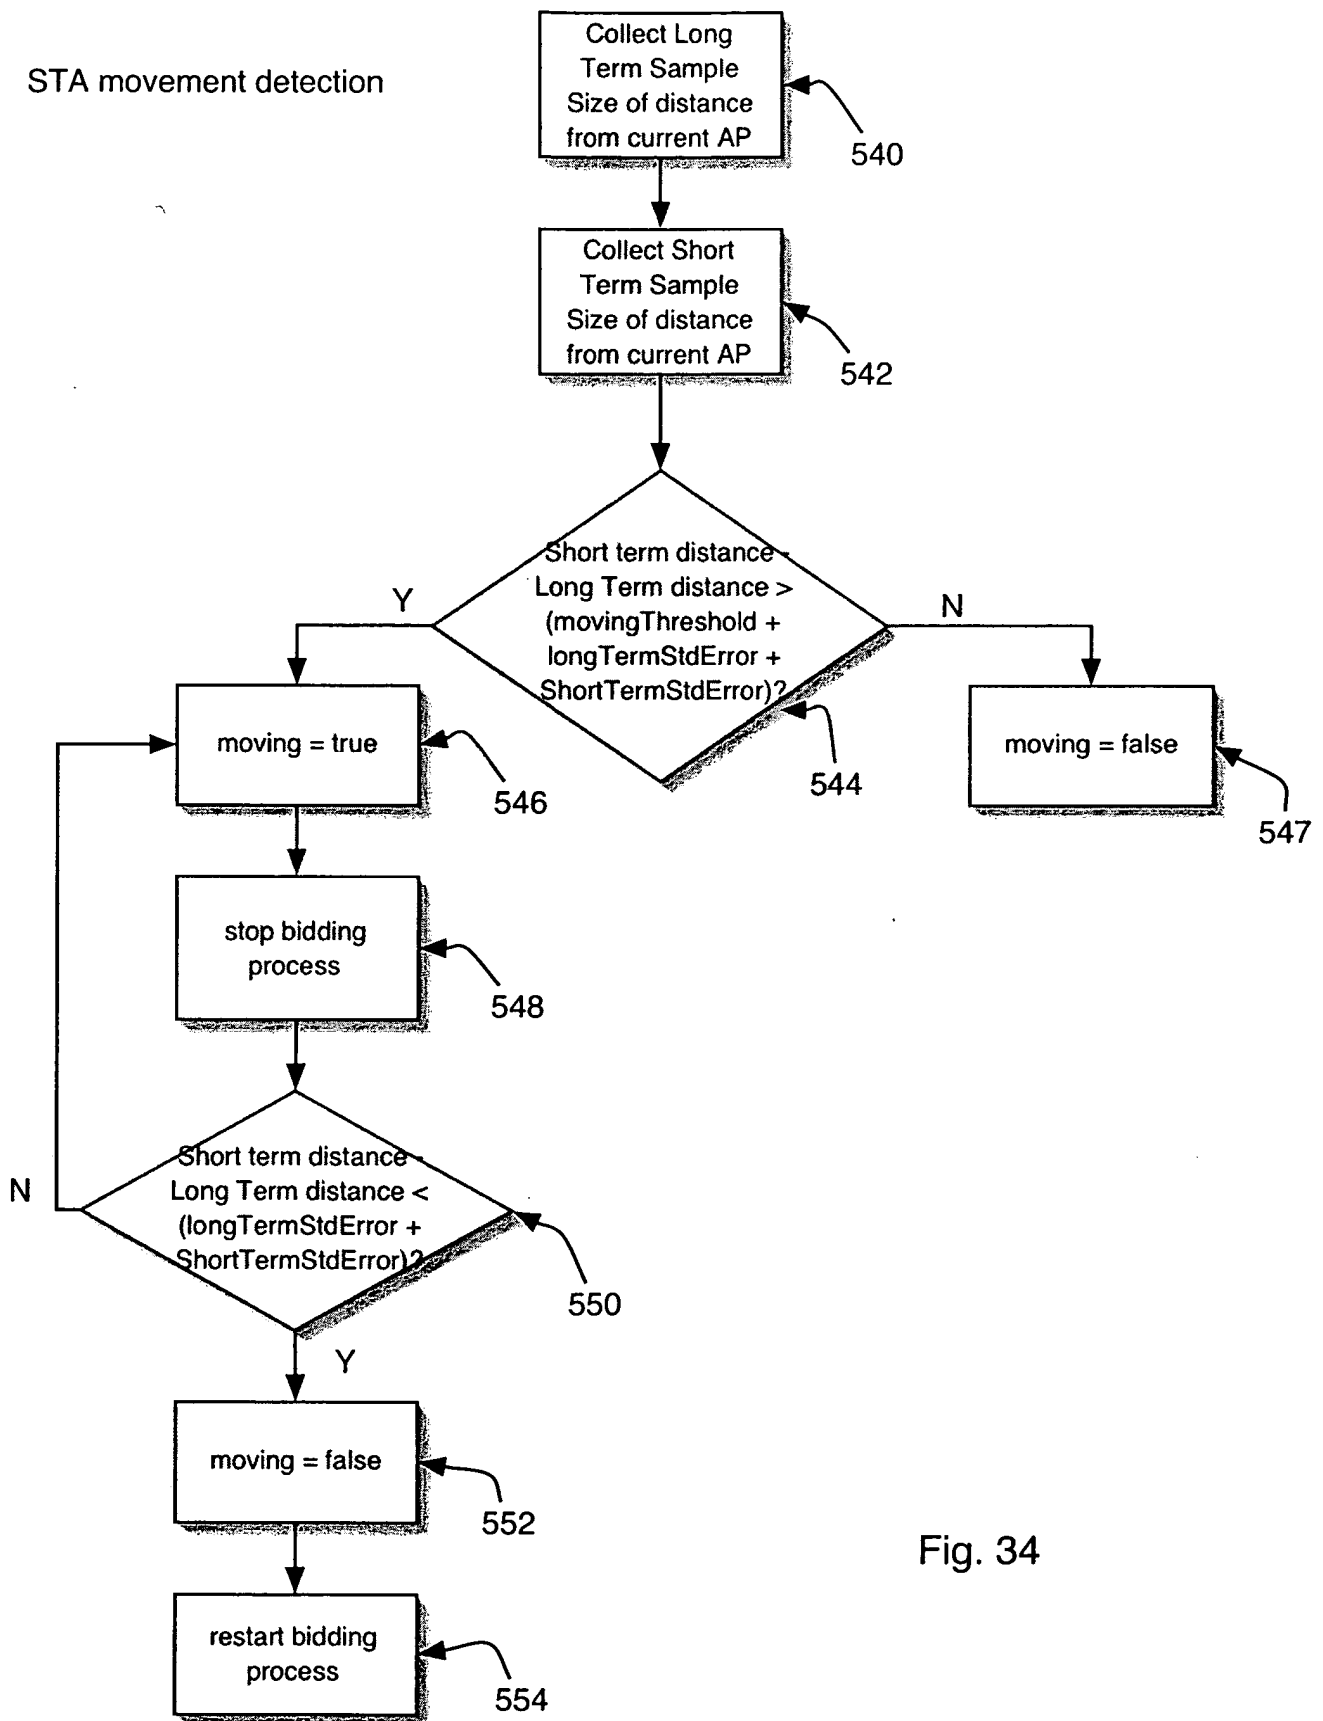 STA movement detection
Collect Long
Term Sample
Size of distance
from current AP
540
Collect Short
Term Sample
Size of distance
from current AP
542
Short term distance -
Long Term distance >
(movingThreshold +
longTermStdError +
ShortTermStdError)?
544
Y
N
moving = true
546
moving = false
547
stop bidding
process
548
Short term distance -
Long Term distance <
(longTermStdError +
ShortTermStdError)?
550
N
Y
moving = false
552
restart bidding
process
554
Fig. 34